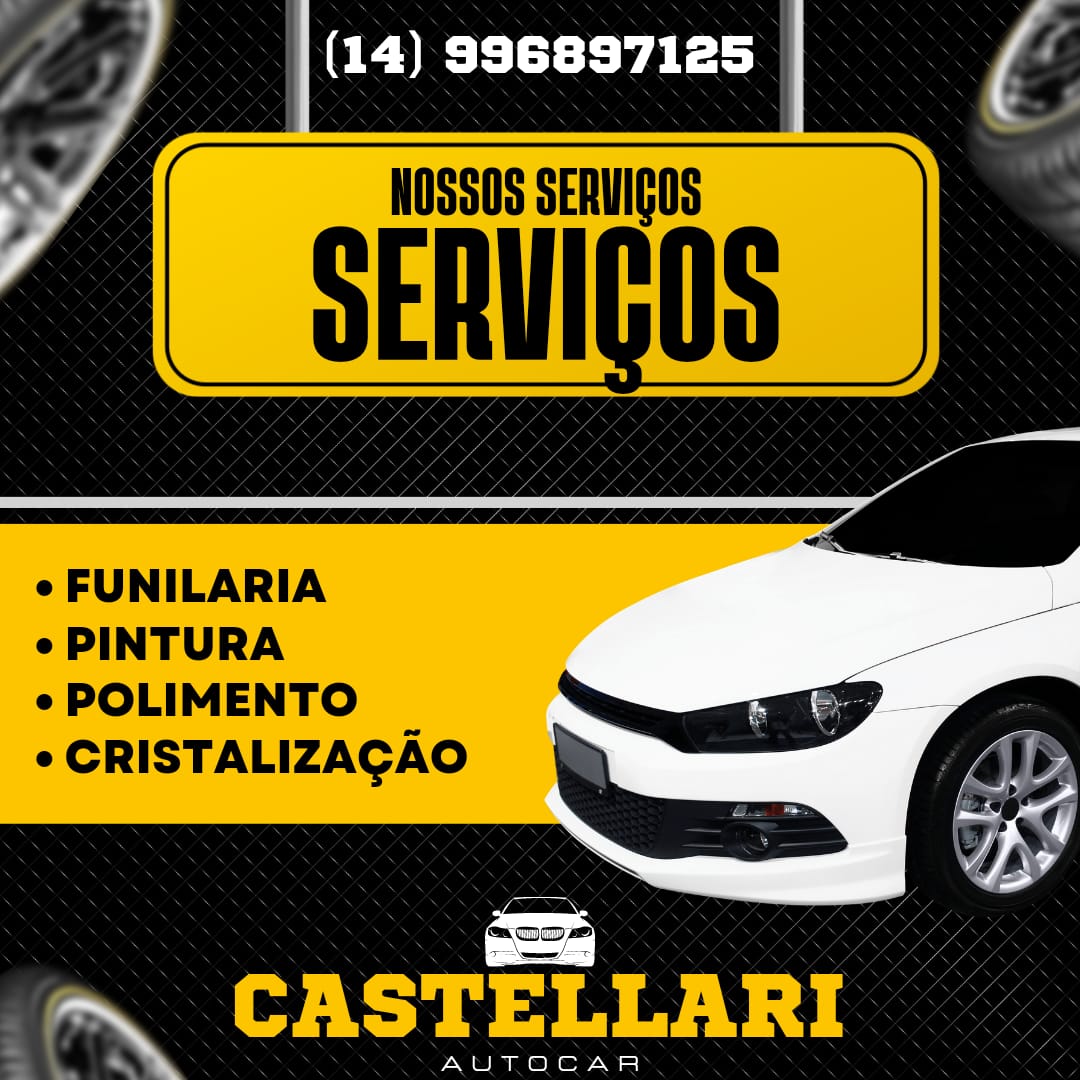 (14) 996897125
NOSSOS SERVIÇOS
SERVIÇOS
• FUNILARIA
• PINTURA
• POLIMENTO
• CRISTALIZAÇÃO
CASTELLARI
AUTOCAR